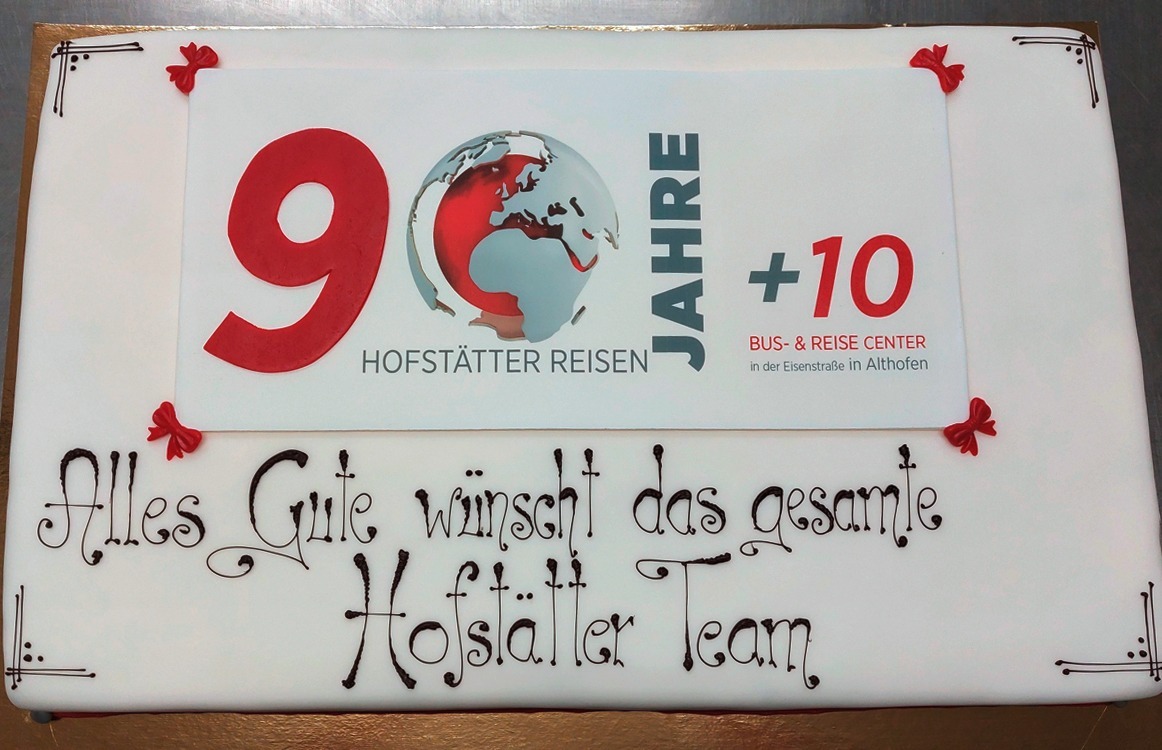 90 JAHRE
HOFSTÄTTER REISEN
+10
BUS- & REISE CENTER
in der Eisenstraße in Althofen
Alles Gute wünscht das gesamte
Hofstätter Team